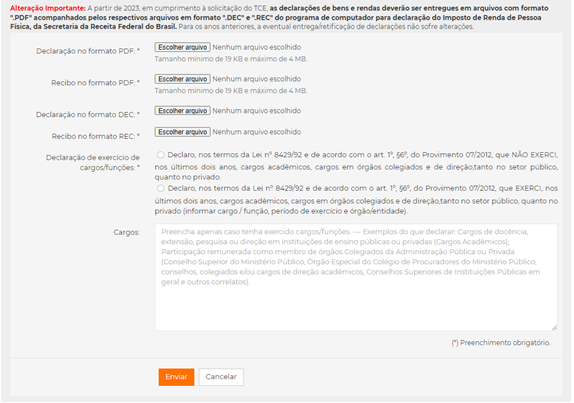 Alteração Importante: A partir de 2023, em cumprimento à solicitação do TCE, as declarações de bens e rendas deverão ser entregues em arquivos com formato
".PDF" acompanhados pelos respectivos arquivos em formato ".DEC" e ".REC" do programa de computador para declaração do Imposto de Renda de Pessoa
Física, da Secretaria da Receita Federal do Brasil. Para os anos anteriores, a eventual entrega/retificação de declarações não sofre alterações.
Declaração no formato PDF: * Escolher arquivo Nenhum arquivo escolhido
Tamanho mínimo de 19 KB e máximo de 4 MB.
Recibo no formato PDF: * Escolher arquivo Nenhum arquivo escolhido
Tamanho mínimo de 19 KB e máximo de 4 MB.
Declaração no formato DEC: * Escolher arquivo Nenhum arquivo escolhido
Recibo no formato REC: * Escolher arquivo Nenhum arquivo escolhido
Declaração de exercício de
cargos/funções: *
Declaro, nos termos da Lei nº 8429/92 e de acordo com o art. 1º, §6º, do Provimento 07/2012, que NÃO EXERCI,
nos últimos dois anos, cargos acadêmicos, cargos em órgãos colegiados e de direção,tanto no setor público,
quanto no privado.
Declaro, nos termos da Lei nº 8429/92 e de acordo com o art. 1º, §6º, do Provimento 07/2012, que EXERCI, nos
últimos dois anos, cargos acadêmicos, cargos em órgãos colegiados e de direção,tanto no setor público, quanto no
privado (informar cargo / função, período de exercício e órgão/entidade).
Cargos:
Preencha apenas caso tenha exercido cargos/funções. --- Exemplos do que declarar: Cargos de docência,
extensão, pesquisa ou direção em instituições de ensino públicas ou privadas (Cargos Acadêmicos);
Participação remunerada como membro de órgãos Colegiados da Administração Pública ou Privada
(Conselho Superior do Ministério Público, Órgão Especial do Colégio de Procuradores do Ministério Público,
conselhos, colegiados e/ou cargos de direção acadêmicos, Conselhos Superiores de Instituições Públicas em
geral e outros correlatos).
(*) Preenchimento obrigatório.
Enviar Cancelar